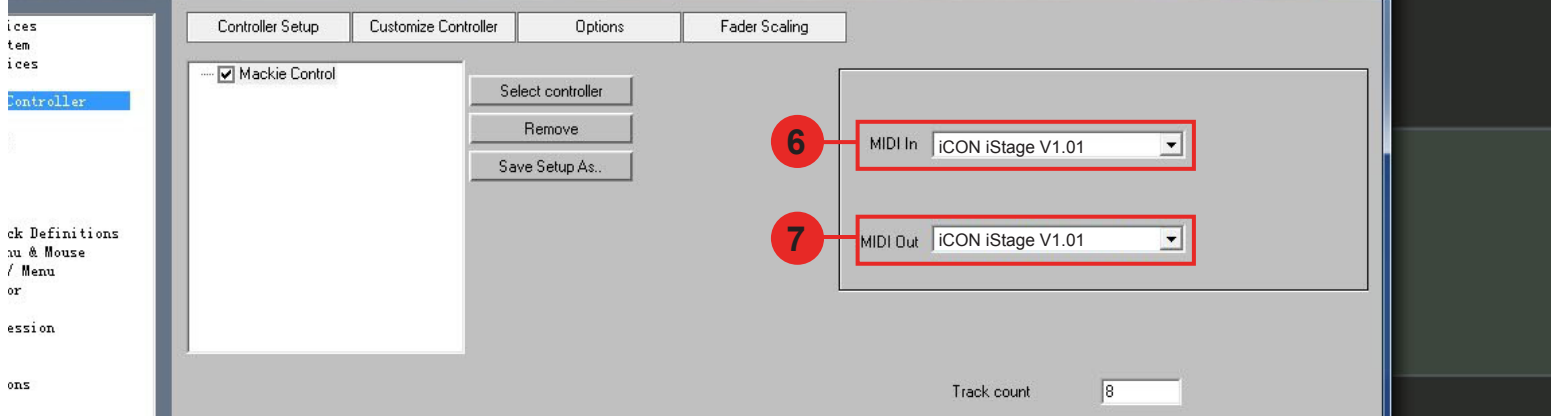 Controller Setup
Customize Controller
Options
Fader Scaling
ices
tem
ices
Controller
ck Definitions
nu & Mouse
/ Menu
or
ession
ons
Mackie Control
Select controller
Remove
Save Setup As..
6
MIDI In
iCON iStage V1.01
7
MIDI Out
iCON iStage V1.01
Track count
8